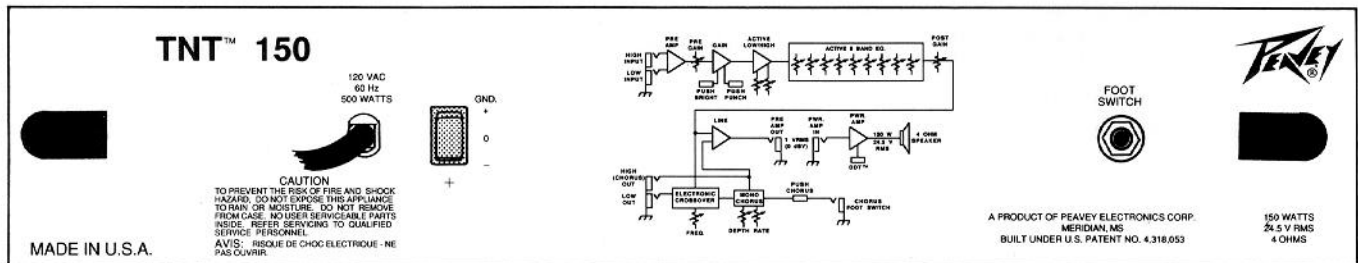 TNT™ 150
120 VAC
60 Hz
500 WATTS
GND.
+
0
–
+
CAUTION
TO PREVENT THE RISK OF FIRE AND SHOCK
HAZARD, DO NOT EXPOSE THIS APPLIANCE
TO RAIN OR MOISTURE. DO NOT REMOVE
FROM CASE. NO USER SERVICEABLE PARTS
INSIDE. REFER SERVICING TO QUALIFIED
SERVICE PERSONNEL.
AVIS: RISQUE DE CHOC ELECTRIQUE - NE
PAS OUVRIR.
MADE IN U.S.A.
HIGH
INPUT
LOW
INPUT
PRE
AMP
PRE
GAIN
GAIN
PUSH
BRIGHT
PUSH
PUNCH
ACTIVE
LOW/HIGH
ACTIVE 8 BAND EQ.
POST
GAIN
LINE
PRE
AMP
OUT
1 VRMS
(0 dBV)
PWR.
AMP
IN
PWR.
AMP
150 W
24.5 V
RMS
4 OHM
SPEAKER
DDT™
HIGH
(CHORUS)
OUT
LOW
OUT
ELECTRONIC
CROSSOVER
FREQ.
MONO
CHORUS
DEPTH RATE
PUSH
CHORUS
CHORUS
FOOT SWITCH
PEAVEY®
FOOT
SWITCH
A PRODUCT OF PEAVEY ELECTRONICS CORP.
MERIDIAN, MS
BUILT UNDER U.S. PATENT NO. 4,318,053
150 WATTS
24.5 V RMS
4 OHMS